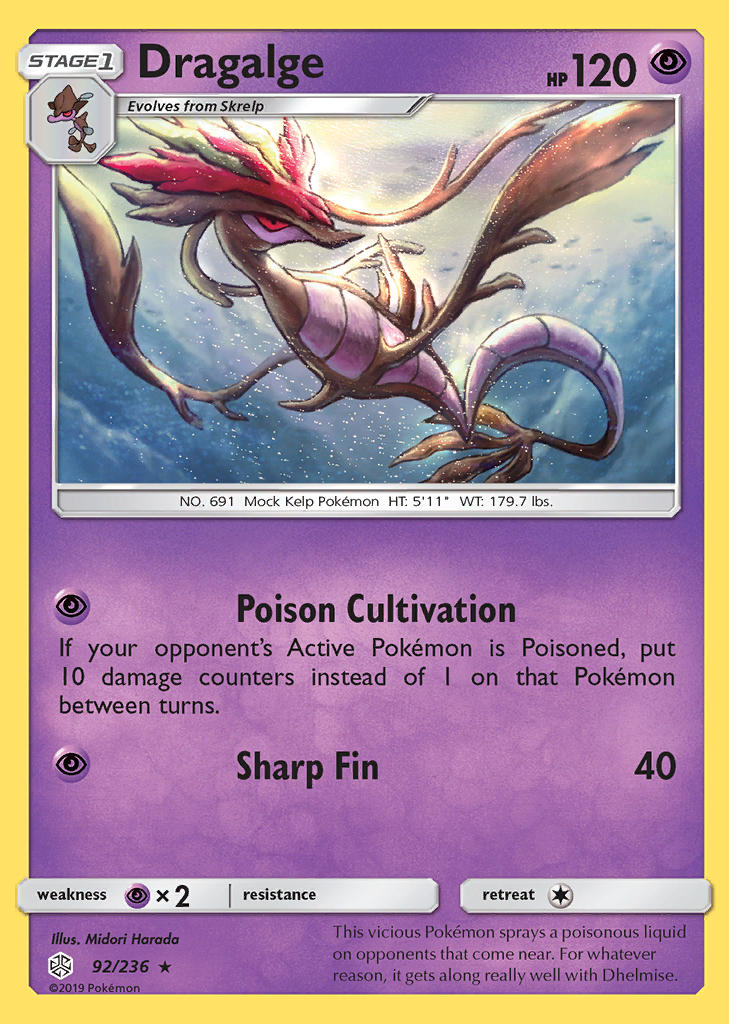 STAGE1
Dragalge
HP 120
Evolves from Skrelp
NO. 691 Mock Kelp Pokémon HT: 5'11" WT: 179.7 lbs.
Poison Cultivation
If your opponent's Active Pokémon is Poisoned, put
10 damage counters instead of 1 on that Pokémon
between turns.
Sharp Fin 40
weakness ×2 resistance retreat
Illus. Midori Harada
92/236 ★
©2019 Pokémon
This vicious Pokémon sprays a poisonous liquid
on opponents that come near. For whatever
reason, it gets along really well with Dhelmise.